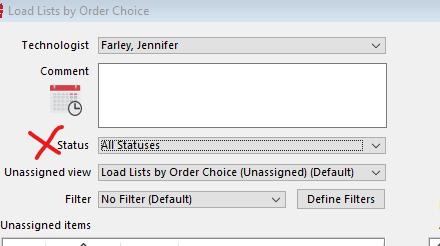 Load Lists by Order Choice
Technologist Farley, Jennifer
Comment
Status All Statuses
Unassigned view Load Lists by Order Choice (Unassigned) (Default)
Filter No Filter (Default) Define Filters
Unassigned items